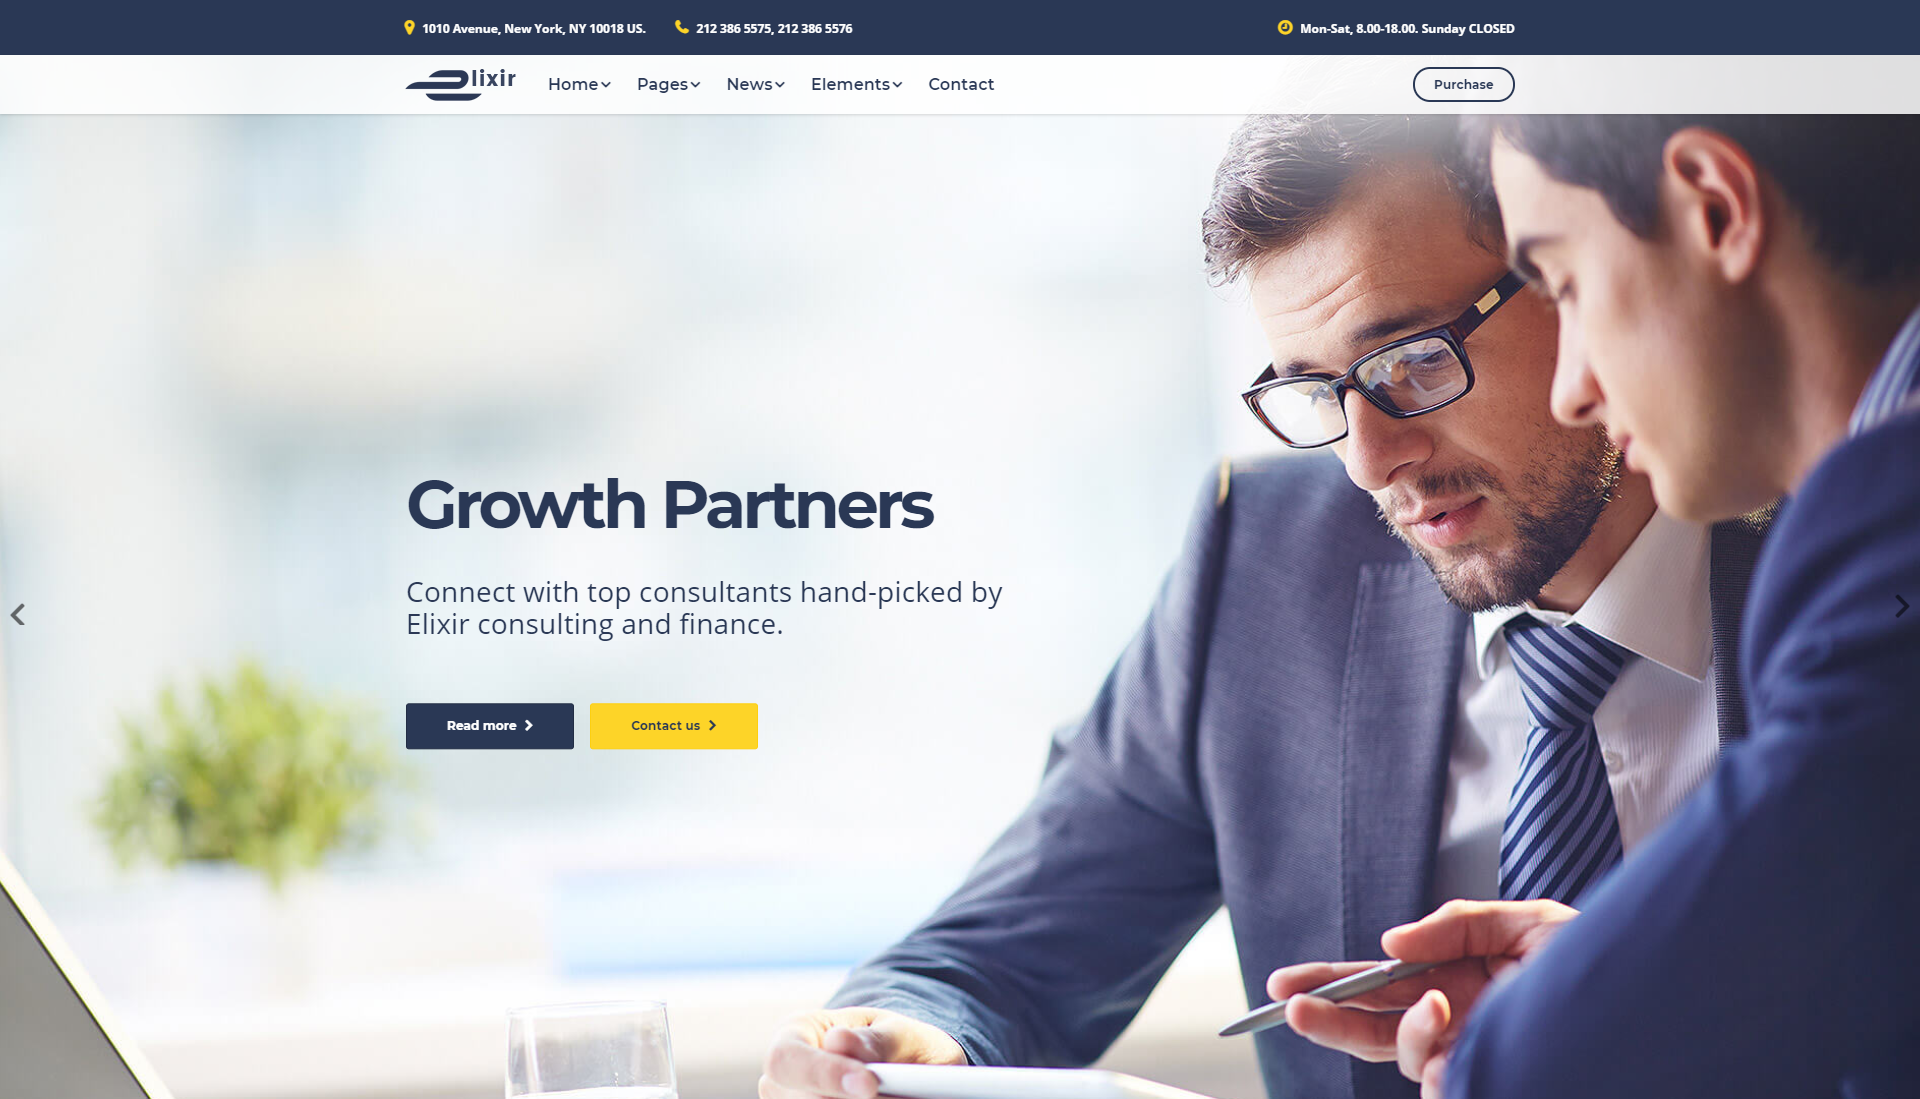 1010 Avenue, New York, NY 10018 US.
212 386 5575, 212 386 5576
Mon-Sat, 8.00-18.00. Sunday CLOSED
elixir
Home
Pages
News
Elements
Contact
Purchase
Growth Partners
Connect with top consultants hand-picked by
Elixir consulting and finance.
Read more
Contact us